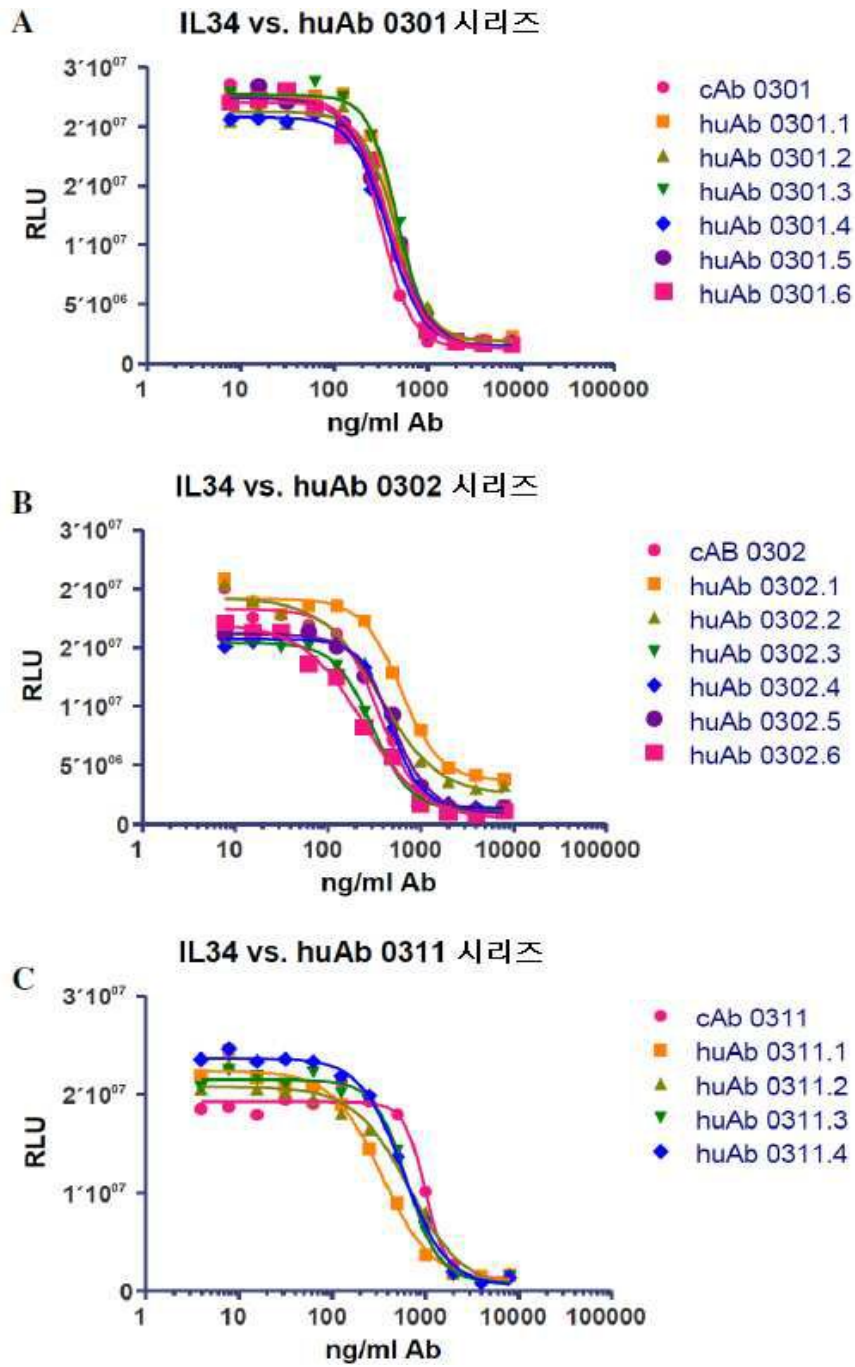 A
IL34 vs. huAb 0301 시리즈
3´10⁰⁷
2´10⁰⁷
2´10⁰⁷
1´10⁰⁷
5´10⁰⁶
0
RLU
1 10 100 1000 10000 100000
ng/ml Ab
cAb 0301
huAb 0301.1
huAb 0301.2
huAb 0301.3
huAb 0301.4
huAb 0301.5
huAb 0301.6
B
IL34 vs. huAb 0302 시리즈
3´10⁰⁷
2´10⁰⁷
2´10⁰⁷
1´10⁰⁷
5´10⁰⁶
0
RLU
1 10 100 1000 10000 100000
ng/ml Ab
cAB 0302
huAb 0302.1
huAb 0302.2
huAb 0302.3
huAb 0302.4
huAb 0302.5
huAb 0302.6
C
IL34 vs. huAb 0311 시리즈
3´10⁰⁷
2´10⁰⁷
1´10⁰⁷
0
RLU
1 10 100 1000 10000 100000
ng/ml Ab
cAb 0311
huAb 0311.1
huAb 0311.2
huAb 0311.3
huAb 0311.4